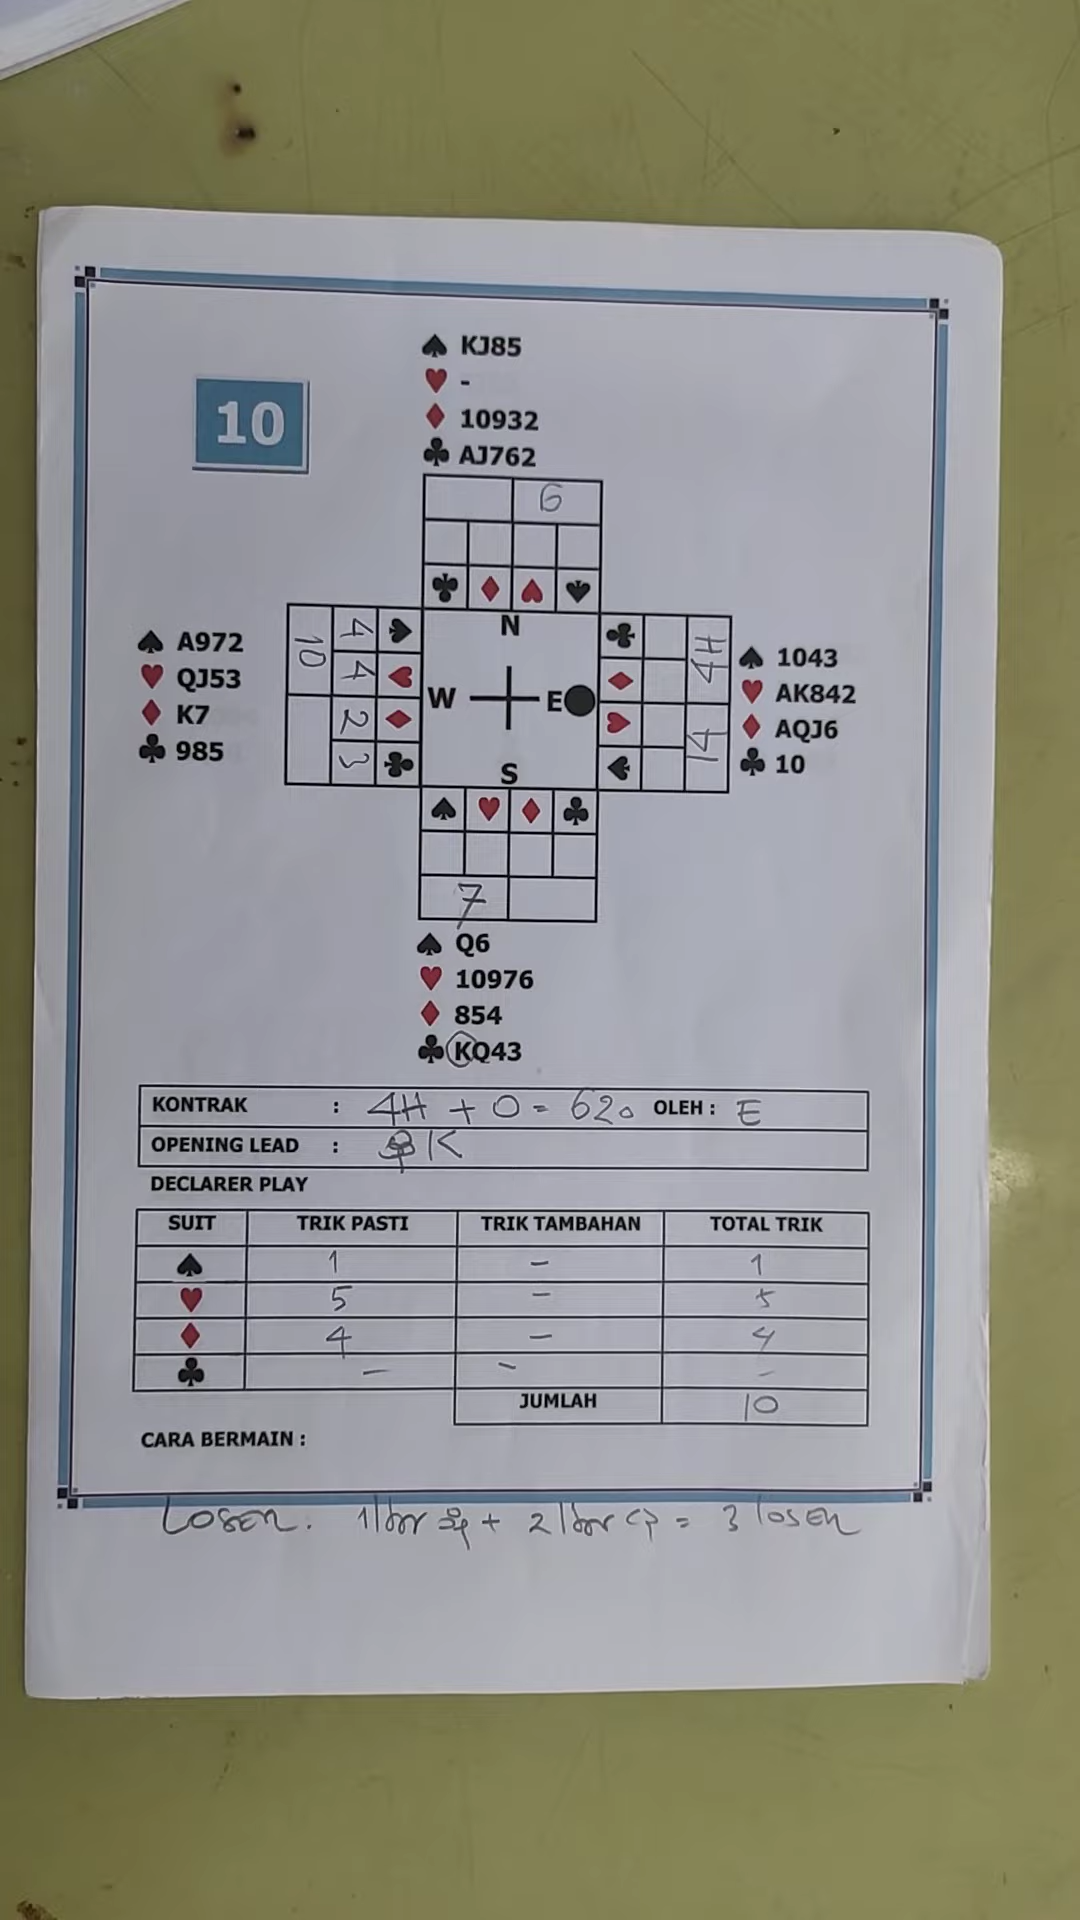 ♠ KJ85
♥ -
10
♦ 10932
♣ AJ762
6
♣ ♦ ♥ ♠
N
♠ A972
♥ QJ53
♦ K7
♣ 985
10
4 ♠
4 ♥
2 ♦
3 ♣
W E
♣
♦
♥
♠
4H
14
♠ 1043
♥ AK842
♦ AQJ6
♣ 10
S
♠ ♥ ♦ ♣
7
♠ Q6
♥ 10976
♦ 854
♣ KQ43
KONTRAK : 4H + 0 = 620 OLEH : E
OPENING LEAD : ♣K
DECLARER PLAY
SUIT TRIK PASTI TRIK TAMBAHAN TOTAL TRIK
♠ 1 - 1
♥ 5 - 5
♦ 4 - 4
♣ - - -
JUMLAH 10
CARA BERMAIN :
Loser: 1 lbr ♣ + 2 lbr = 3 loser